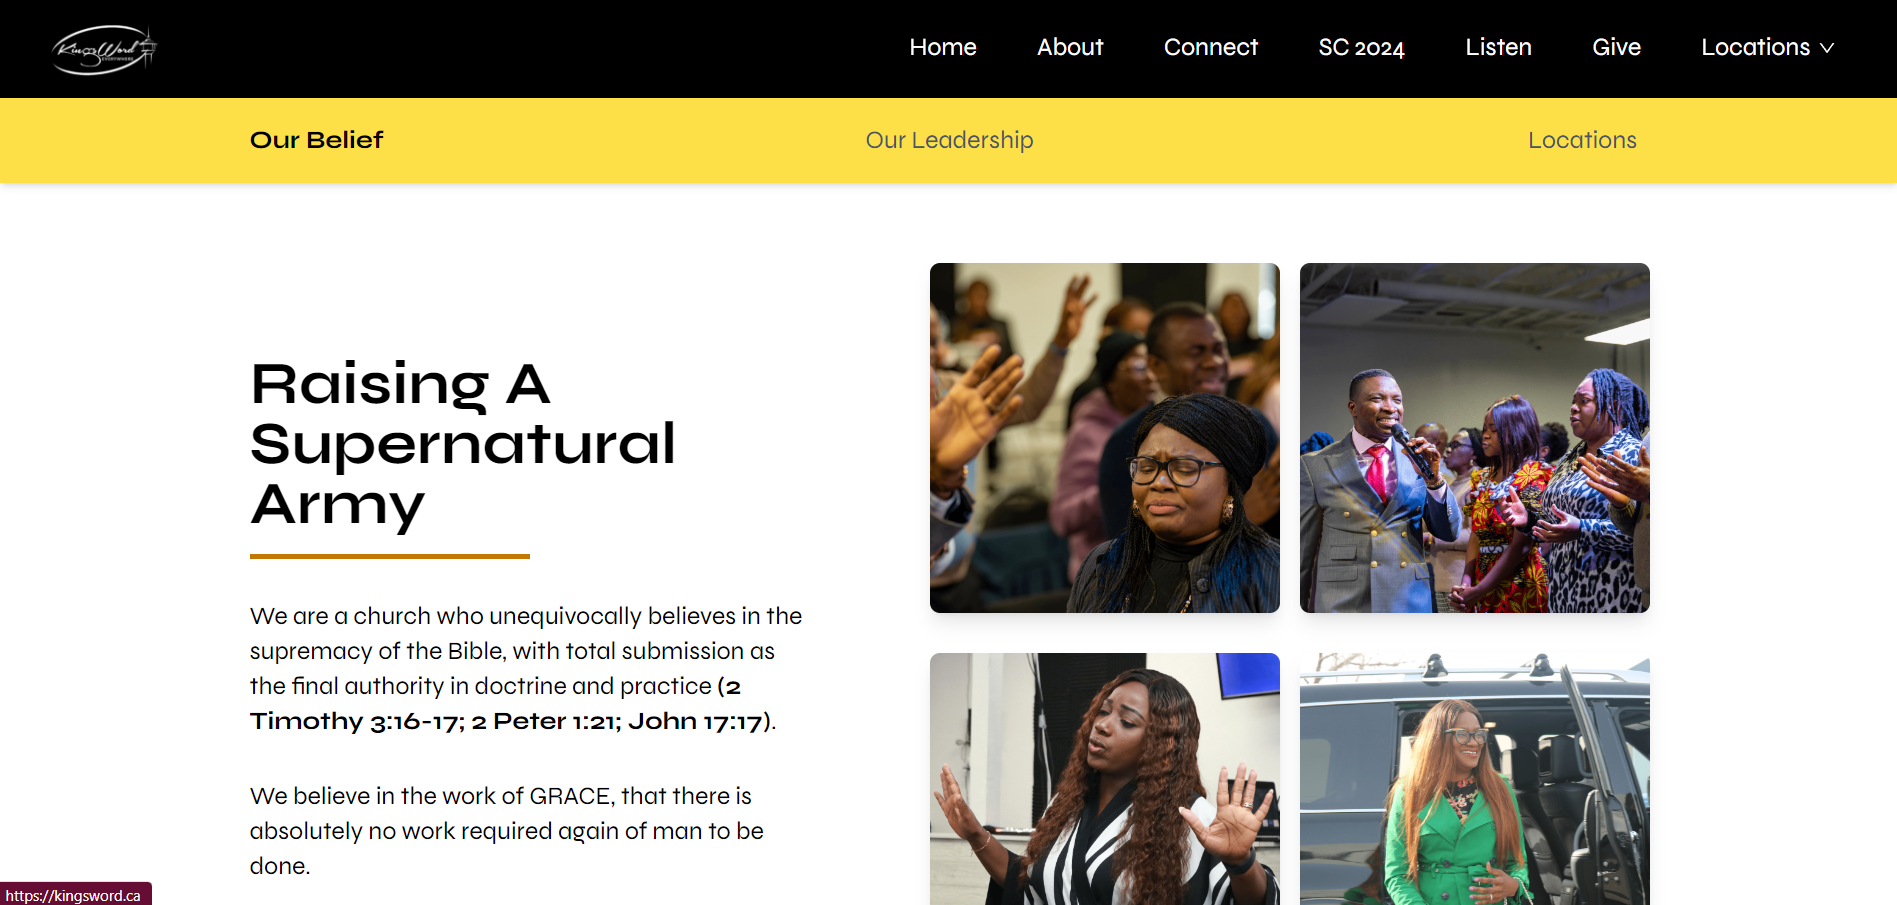 KingsWord
EVERYWHERE
Home About Connect SC 2024 Listen Give Locations
Our Belief Our Leadership Locations
Raising A
Supernatural
Army
We are a church who unequivocally believes in the
supremacy of the Bible, with total submission as
the final authority in doctrine and practice (2
Timothy 3:16-17; 2 Peter 1:21; John 17:17).
We believe in the work of GRACE, that there is
absolutely no work required again of man to be
done.
https://kingsword.ca